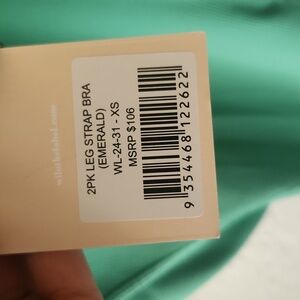 2PK LEG STRAP BRA
(EMERALD)
WL-24-31 - XS
MSRP $106
9 354468 122622